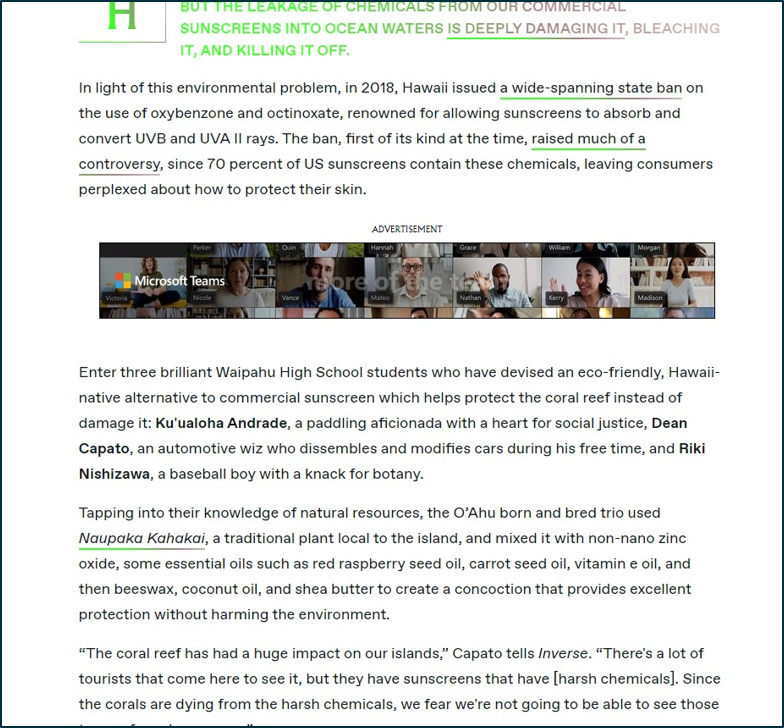 H
BUT THE LEAKAGE OF CHEMICALS FROM OUR COMMERCIAL
SUNSCREENS INTO OCEAN WATERS IS DEEPLY DAMAGING IT, BLEACHING
IT, AND KILLING IT OFF.
In light of this environmental problem, in 2018, Hawaii issued a wide-spanning state ban on
the use of oxybenzone and octinoxate, renowned for allowing sunscreens to absorb and
convert UVB and UVA II rays. The ban, first of its kind at the time, raised much of a
controversy, since 70 percent of US sunscreens contain these chemicals, leaving consumers
perplexed about how to protect their skin.
ADVERTISEMENT
Parker Quin Hannah Grace William Morgan
Microsoft Teams more of the
Victoria Nicole Vance Mateo Nathan Kerry Madison
Enter three brilliant Waipahu High School students who have devised an eco-friendly, Hawaii-
native alternative to commercial sunscreen which helps protect the coral reef instead of
damage it: Ku'ualoha Andrade, a paddling aficionada with a heart for social justice, Dean
Capato, an automotive wiz who dissembles and modifies cars during his free time, and Riki
Nishizawa, a baseball boy with a knack for botany.
Tapping into their knowledge of natural resources, the O’Ahu born and bred trio used
Naupaka Kahakai, a traditional plant local to the island, and mixed it with non-nano zinc
oxide, some essential oils such as red raspberry seed oil, carrot seed oil, vitamin e oil, and
then beeswax, coconut oil, and shea butter to create a concoction that provides excellent
protection without harming the environment.
“The coral reef has had a huge impact on our islands,” Capato tells Inverse. “There's a lot of
tourists that come here to see it, but they have sunscreens that have [harsh chemicals]. Since
the corals are dying from the harsh chemicals, we fear we're not going to be able to see those